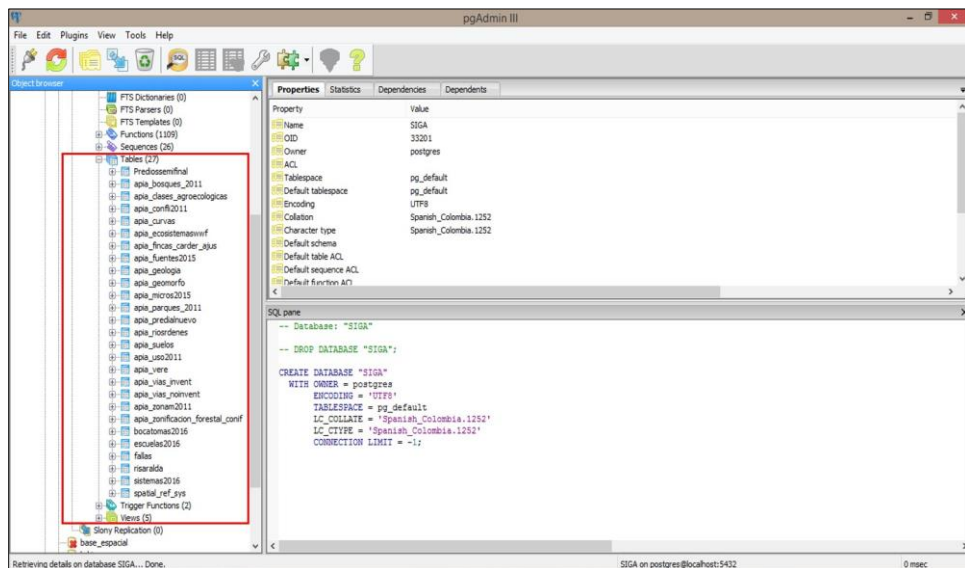 pgAdmin III
File Edit Plugins View Tools Help
Object browser
FTS Dictionaries (0)
FTS Parsers (0)
FTS Templates (0)
Functions (1109)
Sequences (26)
Tables (27)
Prediossemifinal
apia_bosques_2011
apia_clases_agroecologicas
apia_confli2011
apia_curvas
apia_ecosistemaswwf
apia_fincas_carder_ajus
apia_fuentes2015
apia_geologia
apia_geomorfo
apia_micros2015
apia_parques_2011
apia_predialnuevo
apia_riosrdenes
apia_suelos
apia_uso2011
apia_vere
apia_vias_invent
apia_vias_noinvent
apia_zonam2011
apia_zonificacion_forestal_conif
bocatomas2016
escuelas2016
fallas
risaralda
sistemas2016
spatial_ref_sys
Trigger Functions (2)
Views (5)
Slony Replication (0)
base_espacial
Properties Statistics Dependencies Dependents
Property Value
Name SIGA
OID 33201
Owner postgres
ACL
Tablespace pg_default
Default tablespace pg_default
Encoding UTF8
Collation Spanish_Colombia.1252
Character type Spanish_Colombia.1252
Default schema
Default table ACL
Default sequence ACL
Default function ACL
SQL pane
-- Database: "SIGA"
-- DROP DATABASE "SIGA";
CREATE DATABASE "SIGA"
WITH OWNER = postgres
ENCODING = 'UTF8'
TABLESPACE = pg_default
LC_COLLATE = 'Spanish_Colombia.1252'
LC_CTYPE = 'Spanish_Colombia.1252'
CONNECTION LIMIT = -1;
Retrieving details on database SIGA... Done. SIGA on postgres@localhost:5432 0 msec